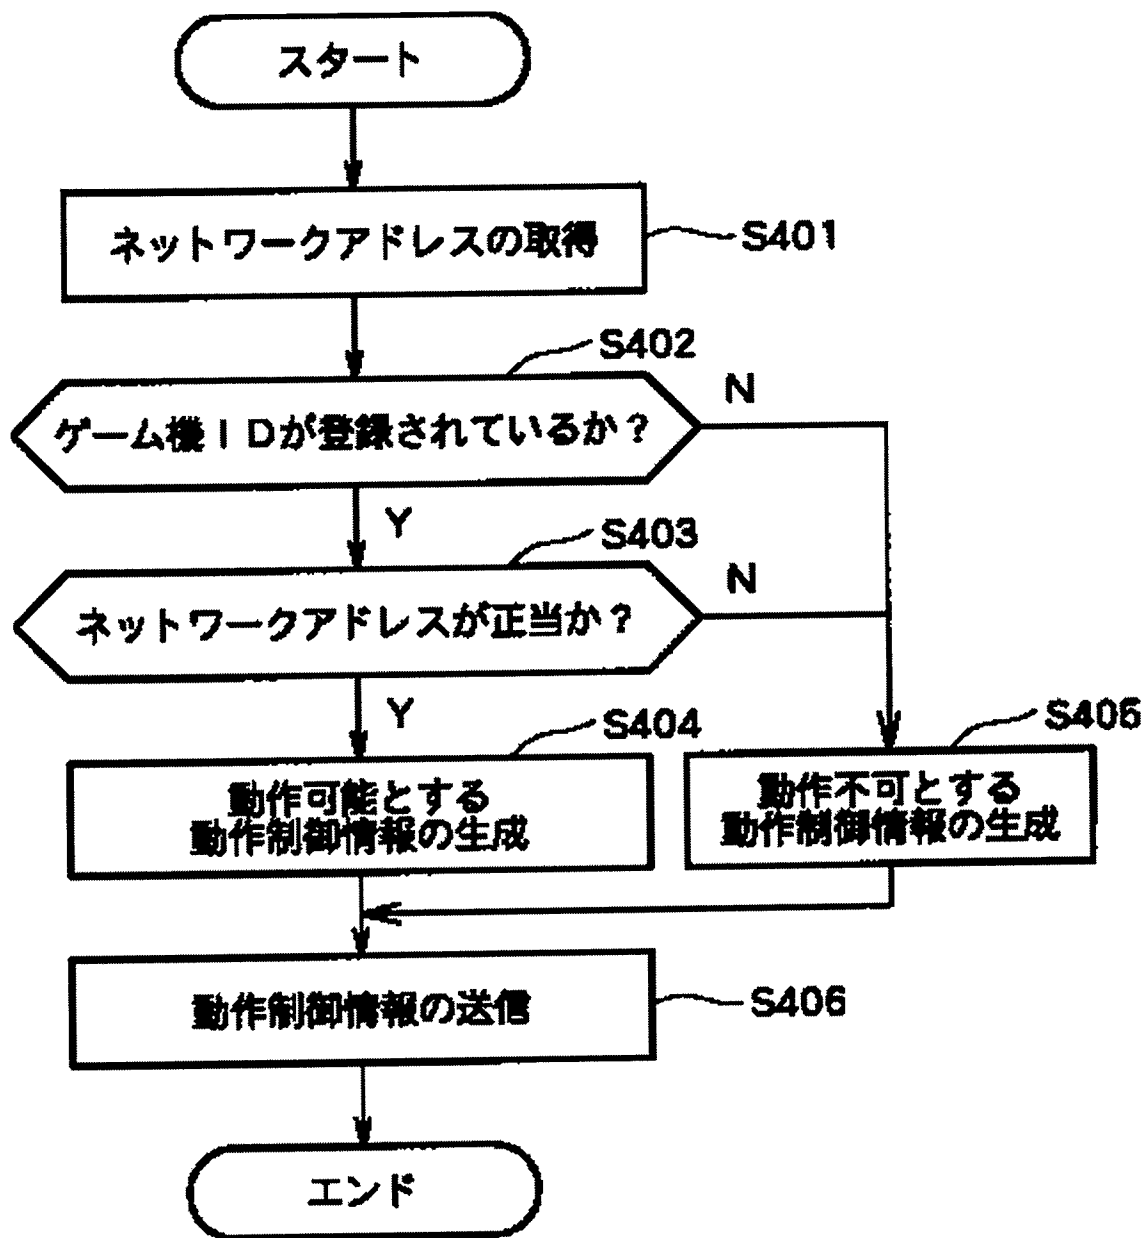 スタート
ネットワークアドレスの取得
S401
S402
ゲーム機IDが登録されているか?
N
Y
S403
ネットワークアドレスが正当か?
N
Y
S404
動作可能とする
動作制御情報の生成
S405
動作不可とする
動作制御情報の生成
動作制御情報の送信
S406
エンド